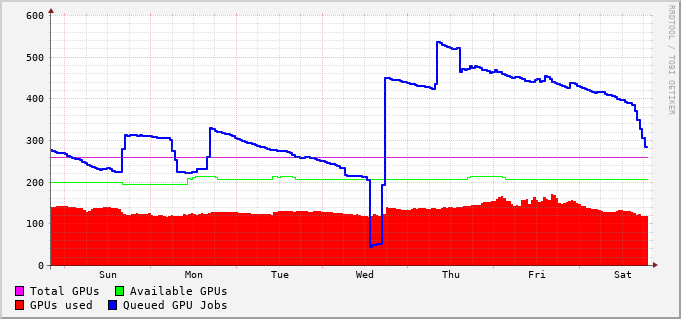 600
500
400
300
200
100
0
Sun Mon Tue Wed Thu Fri Sat
Total GPUs Available GPUs
GPUs used Queued GPU Jobs
RRDTOOL / TOBI OETIKER